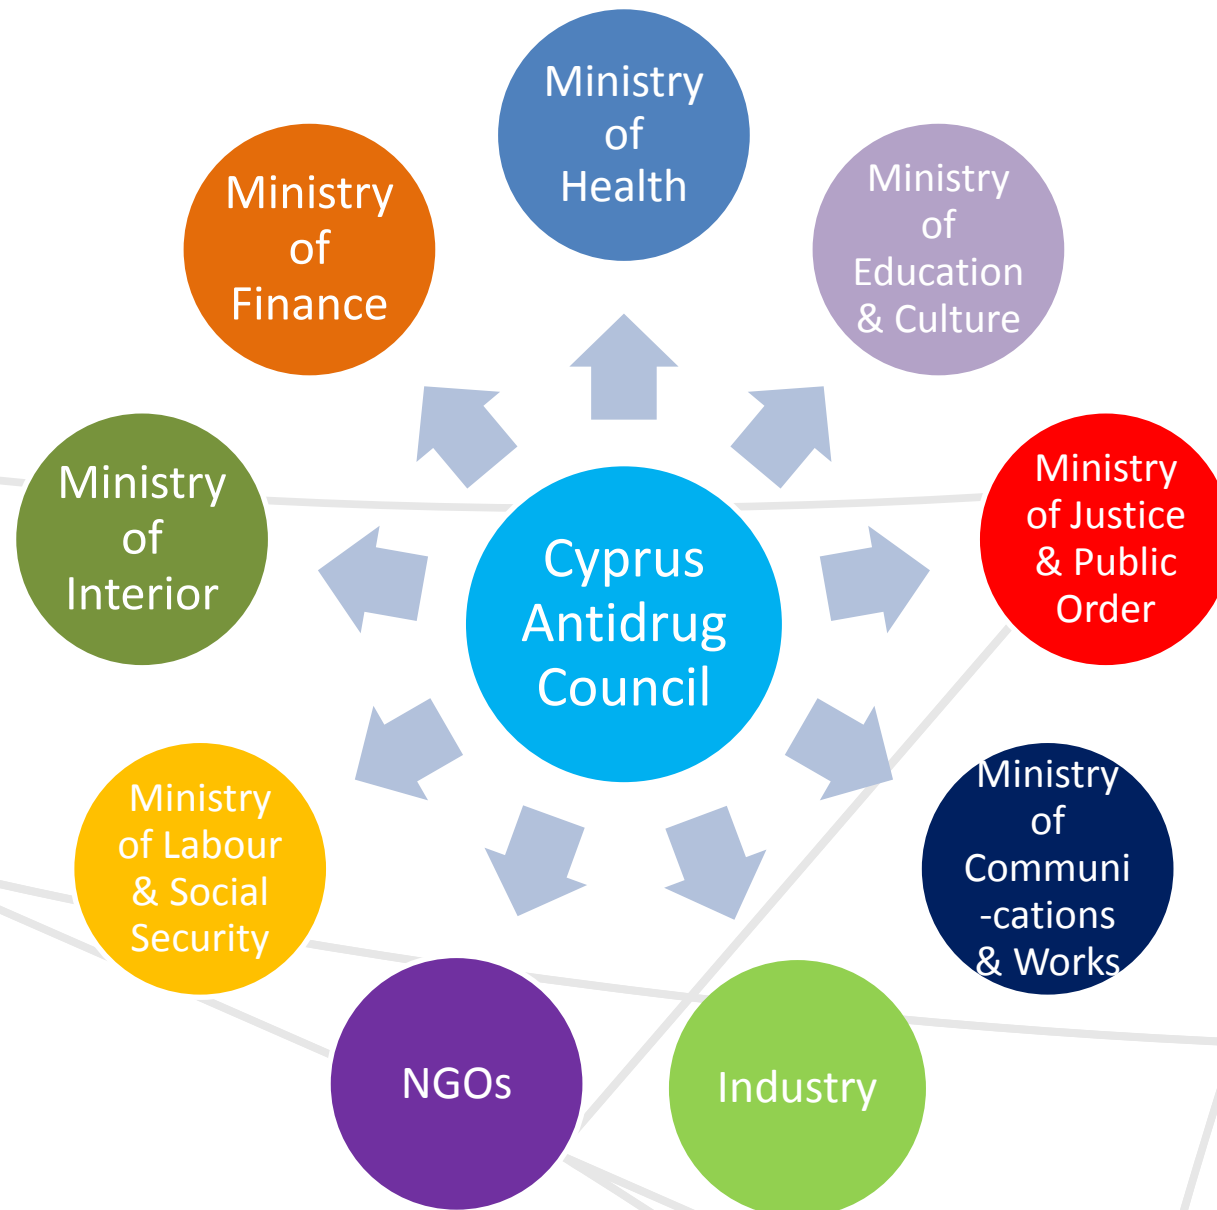 Ministry
of
Health
Ministry
of
Education
& Culture
Ministry
of Justice
& Public
Order
Ministry
of
Communi
-cations
& Works
Industry
NGOs
Ministry
of Labour
& Social
Security
Ministry
of
Interior
Ministry
of
Finance
Cyprus
Antidrug
Council